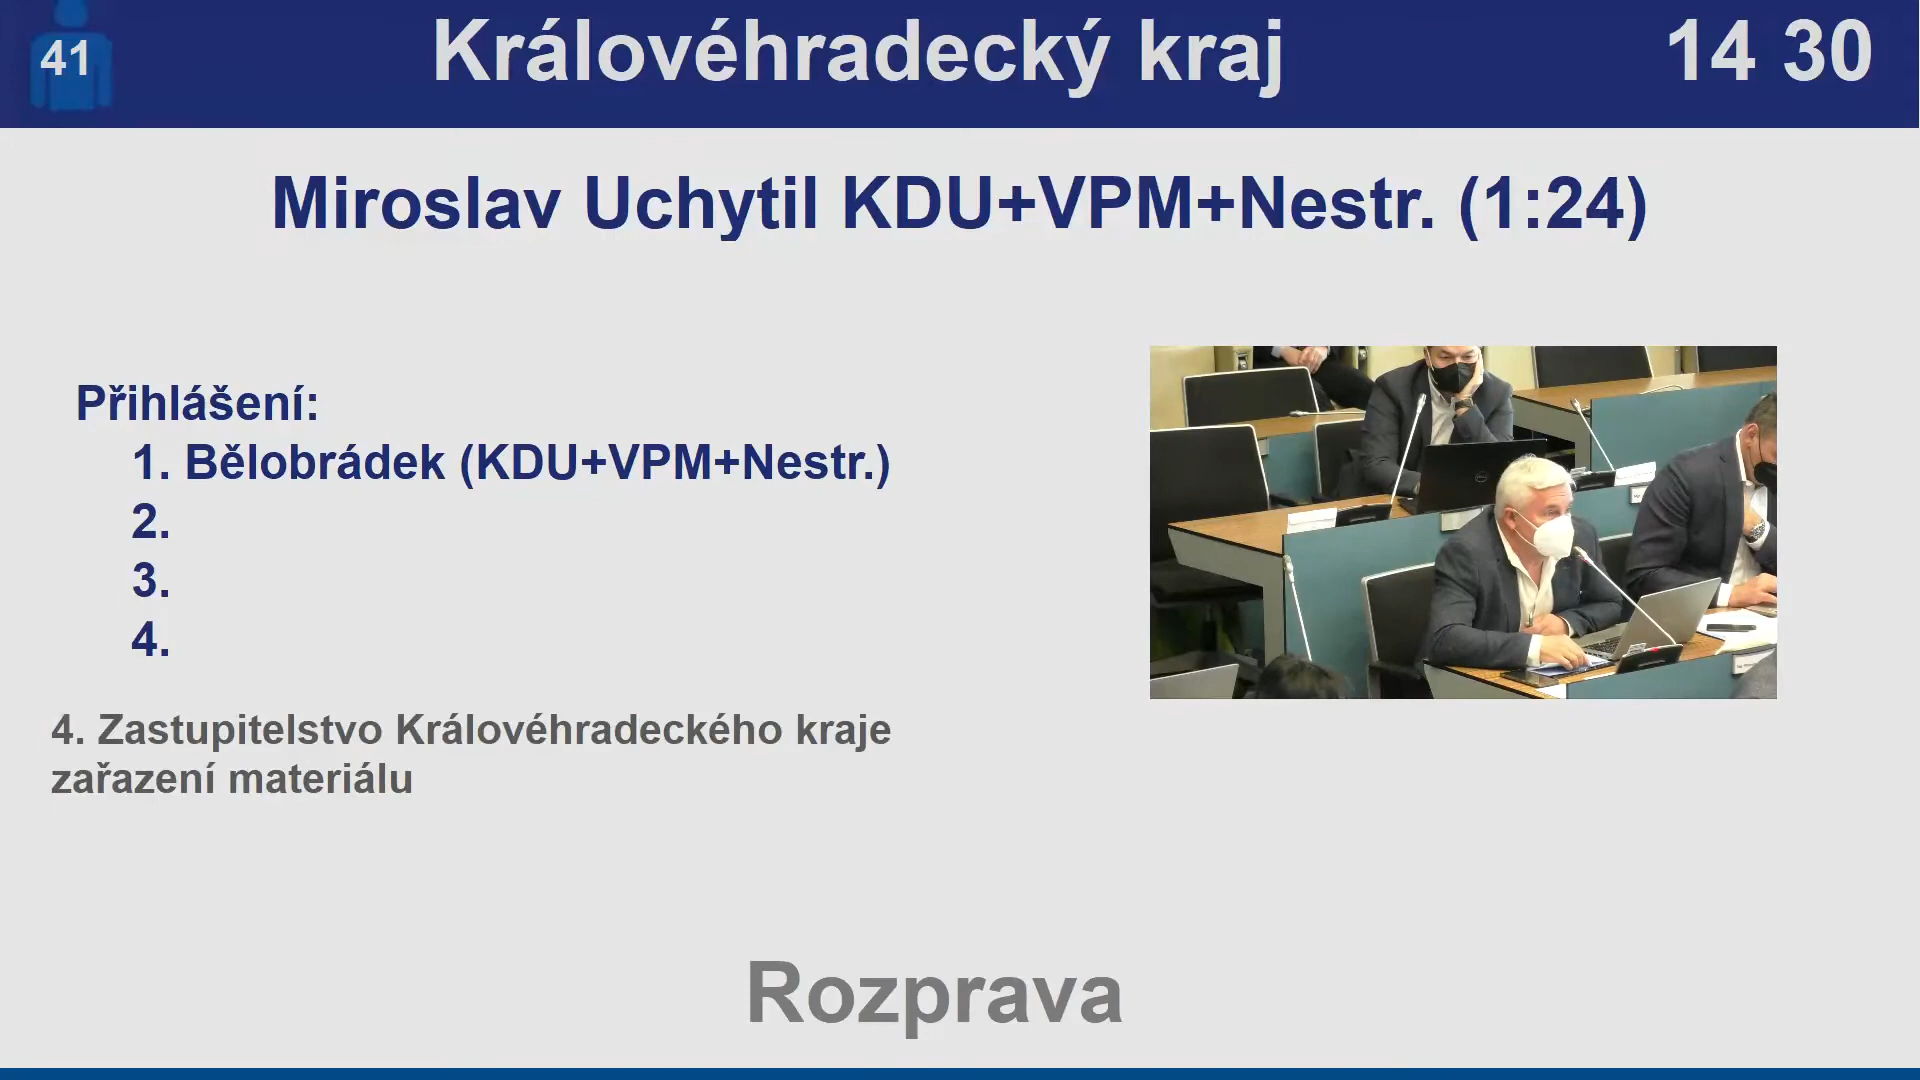 41
Královéhradecký kraj
14 30
Miroslav Uchytil KDU+VPM+Nestr. (1:24)
Přihlášení:
1. Bělobrádek (KDU+VPM+Nestr.)
2.
3.
4.
4. Zastupitelstvo Královéhradeckého kraje
zařazení materiálu
Rozprava